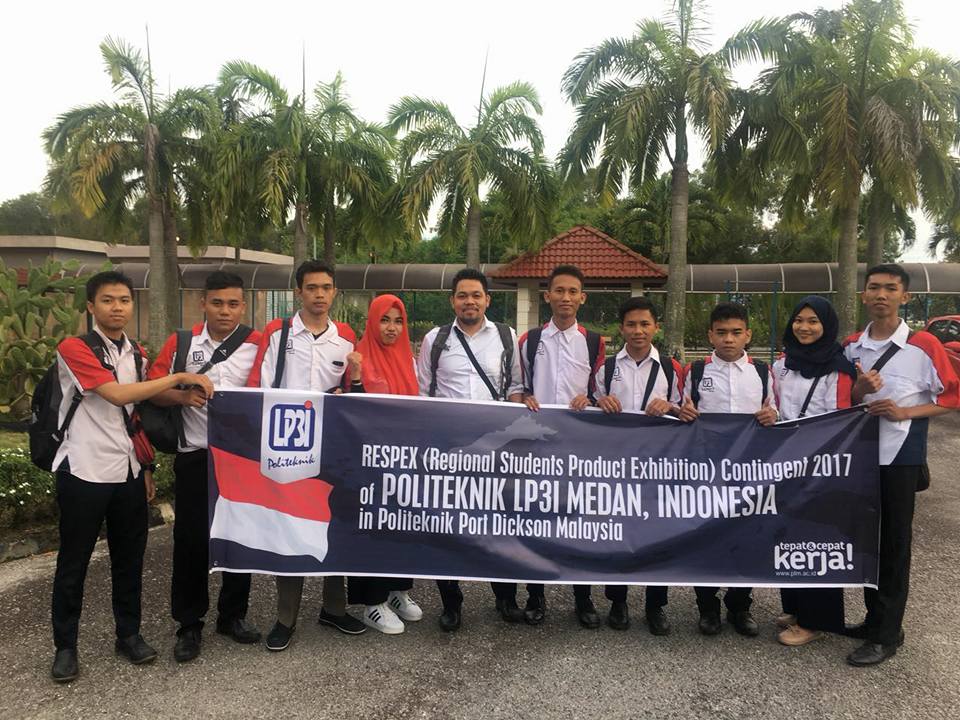 LP3I
Politeknik
RESPEX (Regional Students Product Exhibition) Contingent 2017
of POLITEKNIK LP3I MEDAN, INDONESIA
in Politeknik Port Dickson Malaysia
tepat&cepat
kerja!
www.plm.ac.id